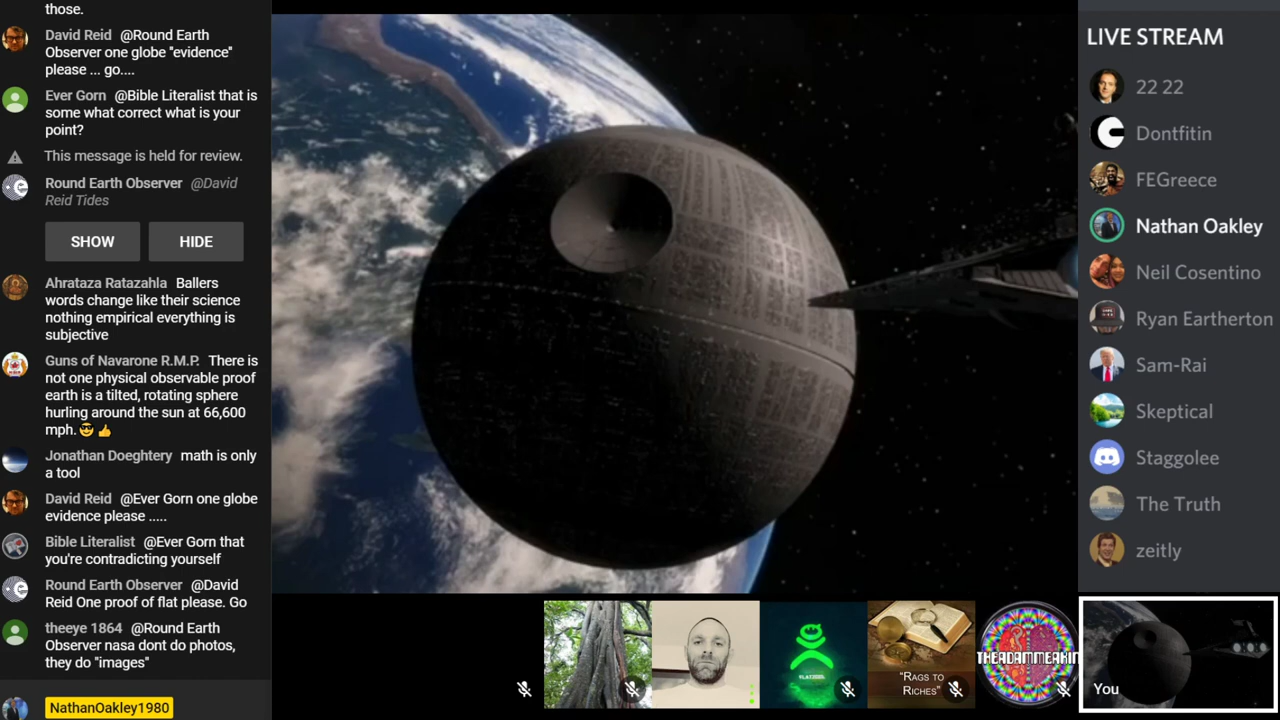 those.
David Reid @Round Earth
Observer one globe "evidence"
please ... go....
Ever Gorn @Bible Literalist that is
some what correct what is your
point?
This message is held for review.
Round Earth Observer @David
Reid Tides
SHOW
HIDE
Ahrataza Ratazahla Ballers
words change like their science
nothing empirical everything is
subjective
Guns of Navarone R.M.P. There is
not one physical observable proof
earth is a tilted, rotating sphere
hurling around the sun at 66,600
mph. 😎👍
Jonathan Doeghtery math is only
a tool
David Reid @Ever Gorn one globe
evidence please .....
Bible Literalist @Ever Gorn that
you're contradicting yourself
Round Earth Observer @David
Reid One proof of flat please. Go
theeye 1864 @Round Earth
Observer nasa dont do photos,
they do "images"
NathanOakley1980
"RAGS TO
RICHES"
THEADAMMEAKIN
You
LIVE STREAM
22 22
Dontfitin
FEGreece
Nathan Oakley
Neil Cosentino
Ryan Eartherton
Sam-Rai
Skeptical
Staggolee
The Truth
zeitly